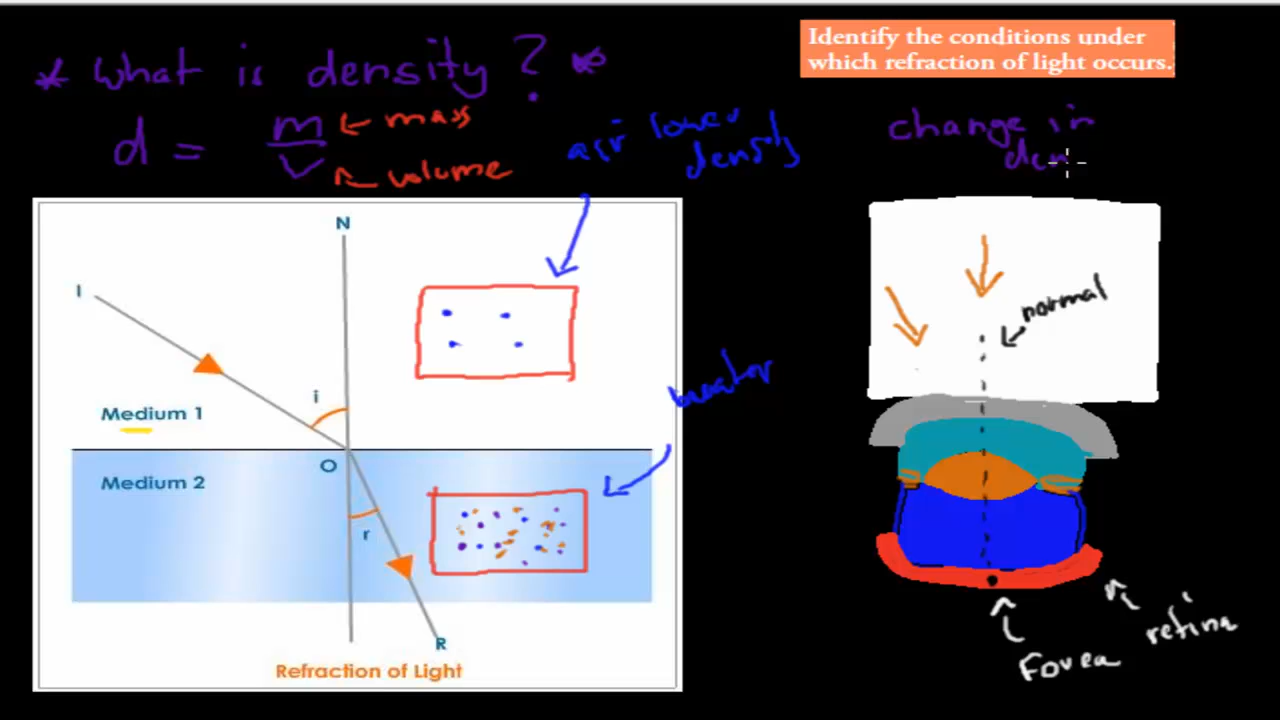 * What is density ? *
Identify the conditions under
which refraction of light occurs.
d = m/V
← mass
← volume
air lower
density
change in
den
N
I
i
Medium 1
O
Medium 2
r
R
Refraction of Light
water
normal
retina
Fovea